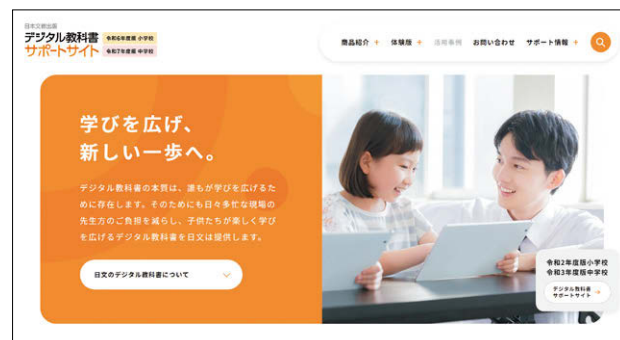 日本文教出版
デジタル教科書
サポートサイト
令和6年度版 小学校
令和7年度版 中学校
商品紹介 +
体験版 +
活用事例
お問い合わせ
サポート情報 +
学びを広げ、
新しい一歩へ。
デジタル教科書の本質は、誰もが学びを広げるた
めに存在します。そのためにも日々多忙な現場の
先生方のご負担を減らし、子供たちが楽しく学び
を広げるデジタル教科書を日文は提供します。
日文のデジタル教科書について
令和2年度版小学校
令和3年度版中学校
デジタル教科書
サポートサイト